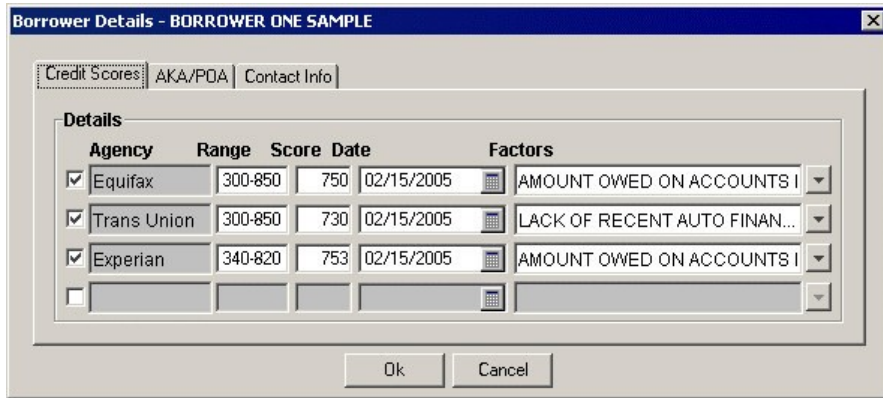 Borrower Details - BORROWER ONE SAMPLE
Credit Scores AKA/POA Contact Info
Details
Agency Range Score Date Factors
Equifax 300-850 750 02/15/2005 AMOUNT OWED ON ACCOUNTS I
Trans Union 300-850 730 02/15/2005 LACK OF RECENT AUTO FINAN...
Experian 340-820 753 02/15/2005 AMOUNT OWED ON ACCOUNTS I
Ok Cancel